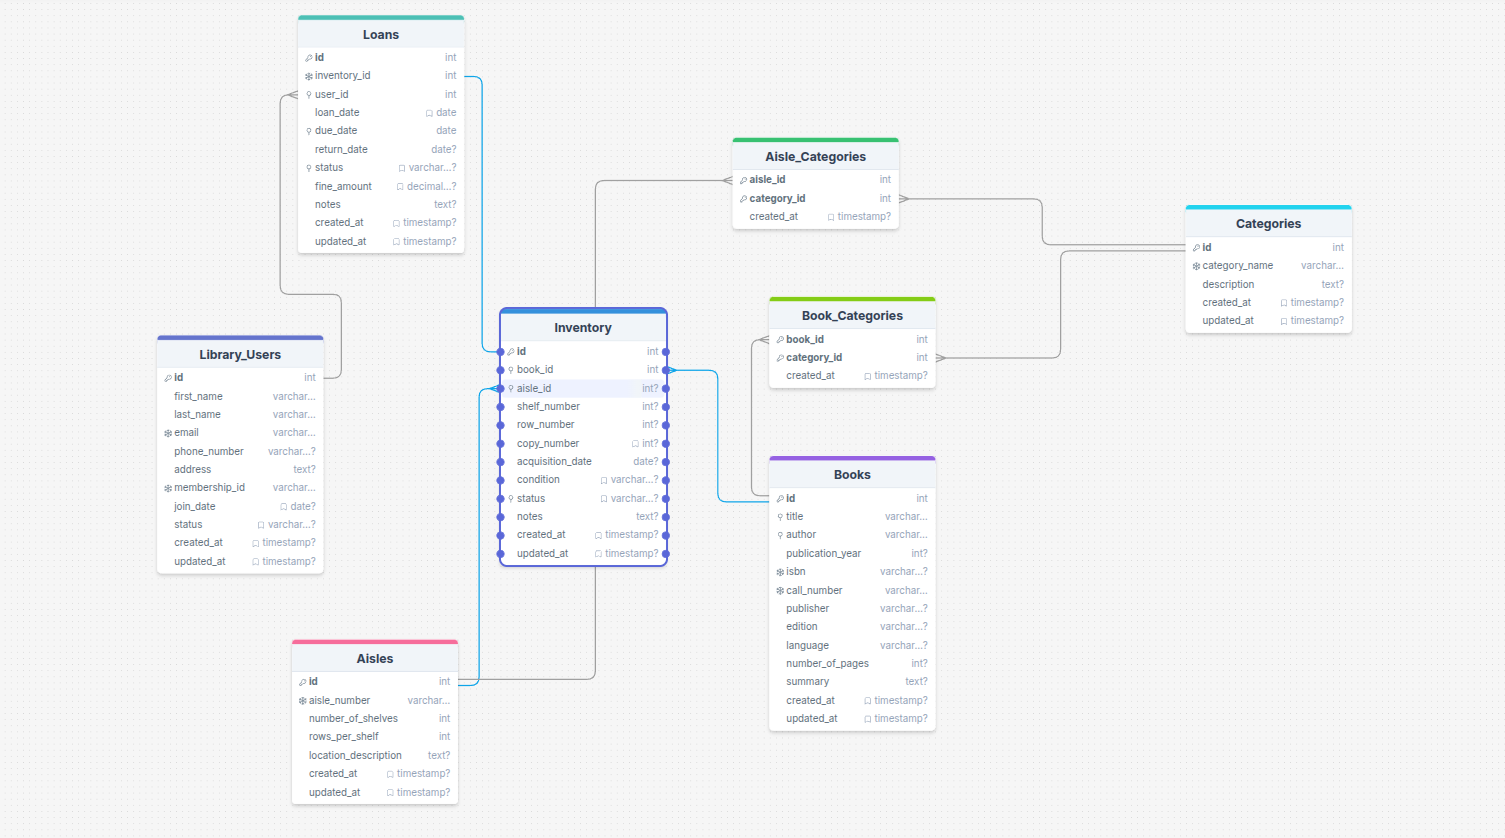 Loans
id int
inventory_id int
user_id int
loan_date date
due_date date
return_date date?
status varchar...?
fine_amount decimal...?
notes text?
created_at timestamp?
updated_at timestamp?
Aisle_Categories
aisle_id int
category_id int
created_at timestamp?
Categories
id int
category_name varchar...
description text?
created_at timestamp?
updated_at timestamp?
Library_Users
id int
first_name varchar...
last_name varchar...
email varchar...
phone_number varchar...?
address text?
membership_id varchar...
join_date date?
status varchar...?
created_at timestamp?
updated_at timestamp?
Inventory
id int
book_id int
aisle_id int?
shelf_number int?
row_number int?
copy_number int?
acquisition_date date?
condition varchar...?
status varchar...?
notes text?
created_at timestamp?
updated_at timestamp?
Book_Categories
book_id int
category_id int
created_at timestamp?
Books
id int
title varchar...
author varchar...
publication_year int?
isbn varchar...?
call_number varchar...
publisher varchar...?
edition varchar...?
language varchar...?
number_of_pages int?
summary text?
created_at timestamp?
updated_at timestamp?
Aisles
id int
aisle_number varchar...
number_of_shelves int
rows_per_shelf int
location_description text?
created_at timestamp?
updated_at timestamp?